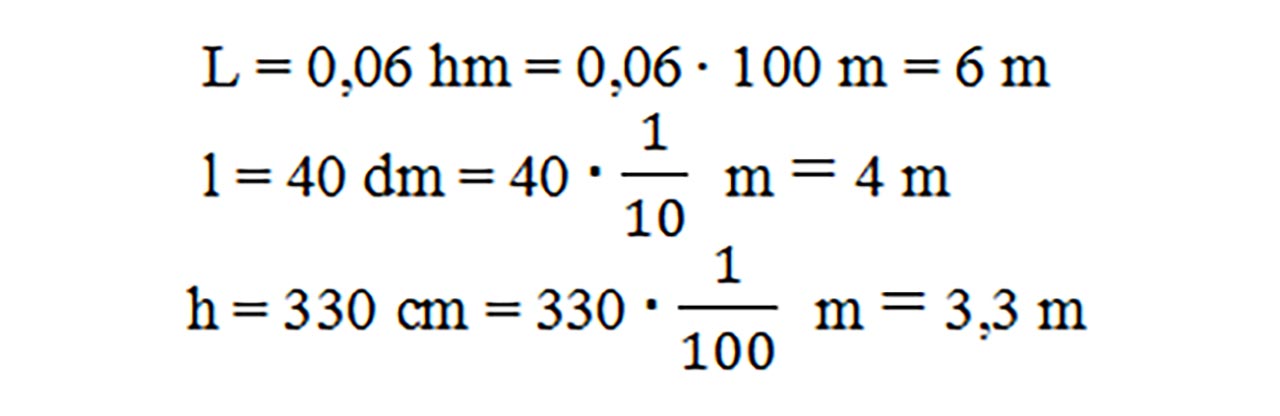 L = 0,06 hm = 0,06 · 100 m = 6 m
l = 40 dm = 40 · 1/10 m = 4 m
h = 330 cm = 330 · 1/100 m = 3,3 m